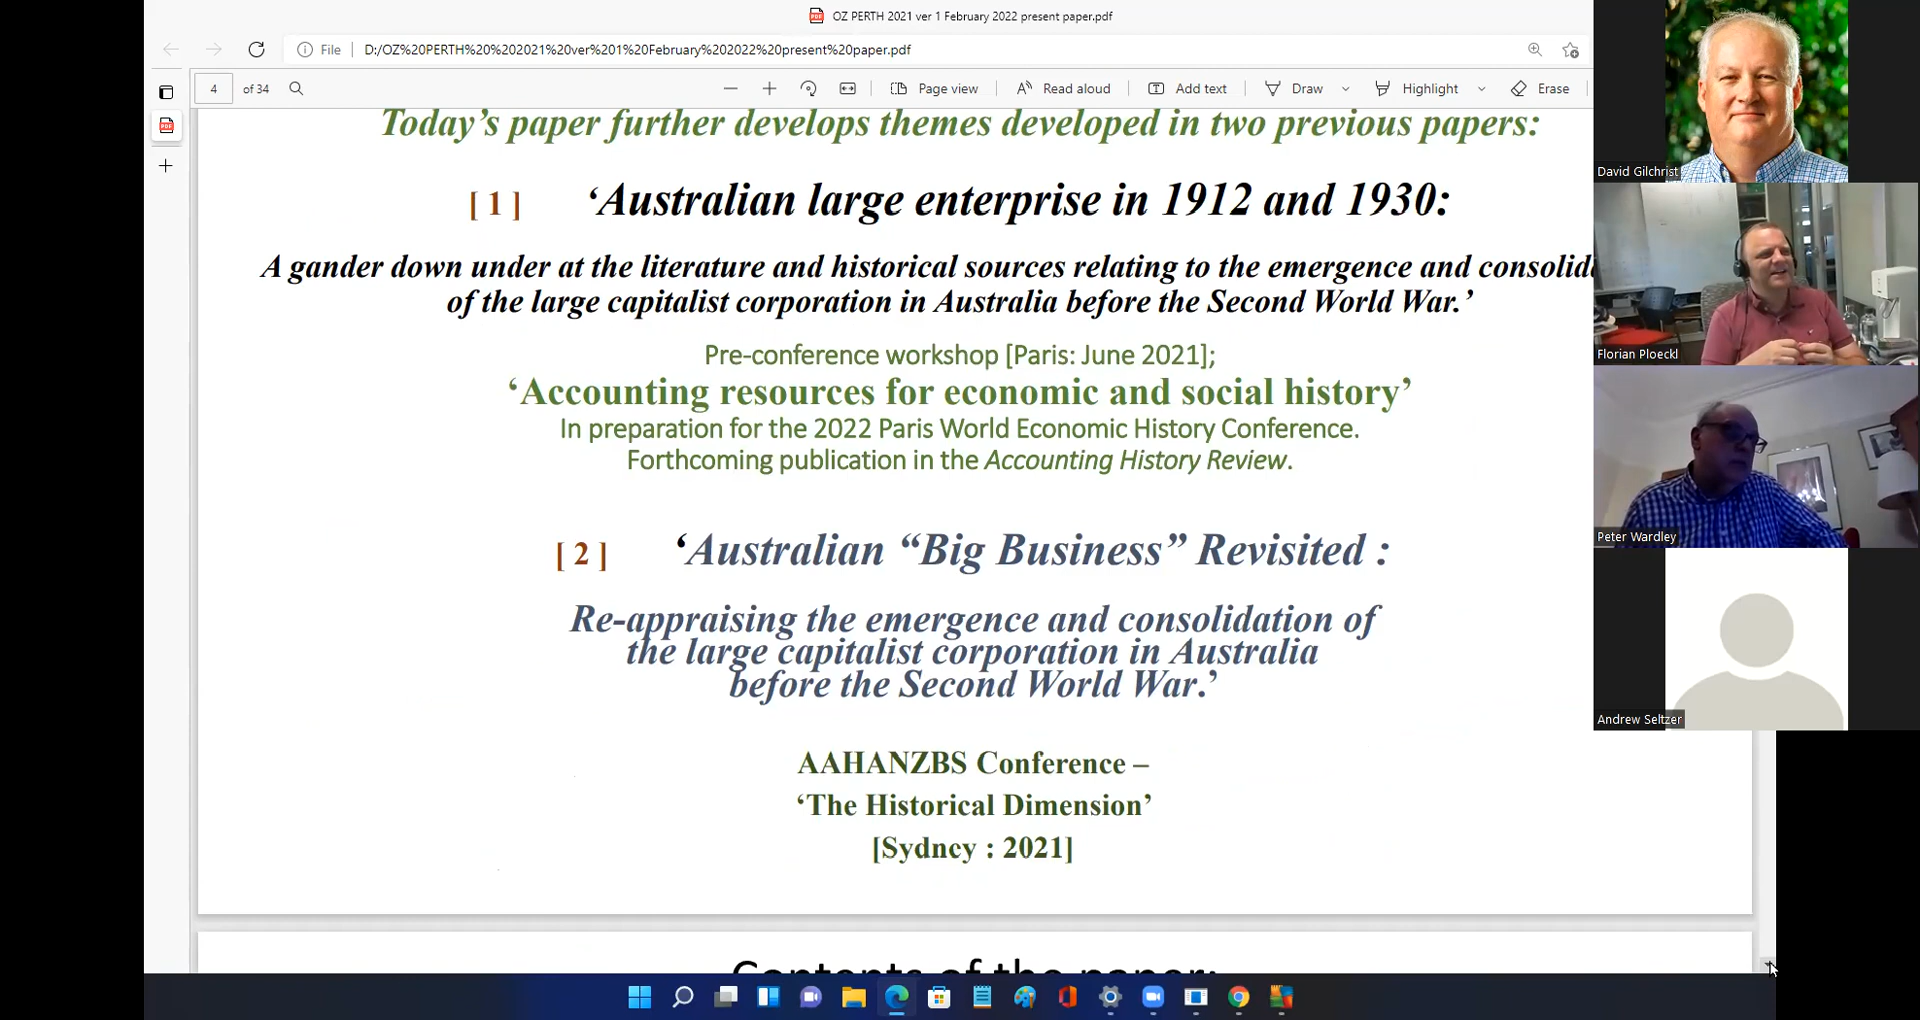 OZ PERTH 2021 ver 1 February 2022 present paper.pdf
File
D:/OZ%20PERTH%20%202021%20ver%201%20February%202022%20present%20paper.pdf
4 of 34
Page view
Read aloud
Add text
Draw
Highlight
Erase
Today's paper further develops themes developed in two previous papers:
[ 1 ] ‘Australian large enterprise in 1912 and 1930:
A gander down under at the literature and historical sources relating to the emergence and consolid
of the large capitalist corporation in Australia before the Second World War.’
Pre-conference workshop [Paris: June 2021];
‘Accounting resources for economic and social history’
In preparation for the 2022 Paris World Economic History Conference.
Forthcoming publication in the Accounting History Review.
[ 2 ] ‘Australian “Big Business” Revisited :
Re-appraising the emergence and consolidation of
the large capitalist corporation in Australia
before the Second World War.’
AAHANZBS Conference –
‘The Historical Dimension’
[Sydney : 2021]
Contents of the paper:
David Gilchrist
Florian Ploeckl
Peter Wardley
Andrew Seltzer